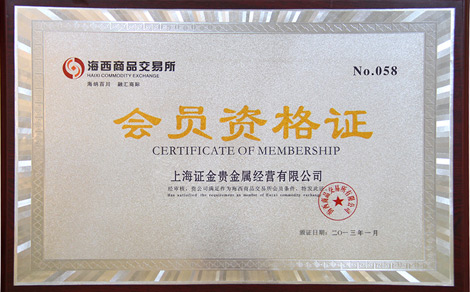 海西商品交易所
HAIXI COMMODITY EXCHANGE
海纳百川 融汇商际
No.058
会员资格证
CERTIFICATE OF MEMBERSHIP
上海证金贵金属经营有限公司
经审核：贵公司满足作为海西商品交易所会员条件，特发此证。
Has satisfied the requirement as member of Haixi commodity exchange
海西商品交易所有限公司
颁证日期：二〇一三年一月